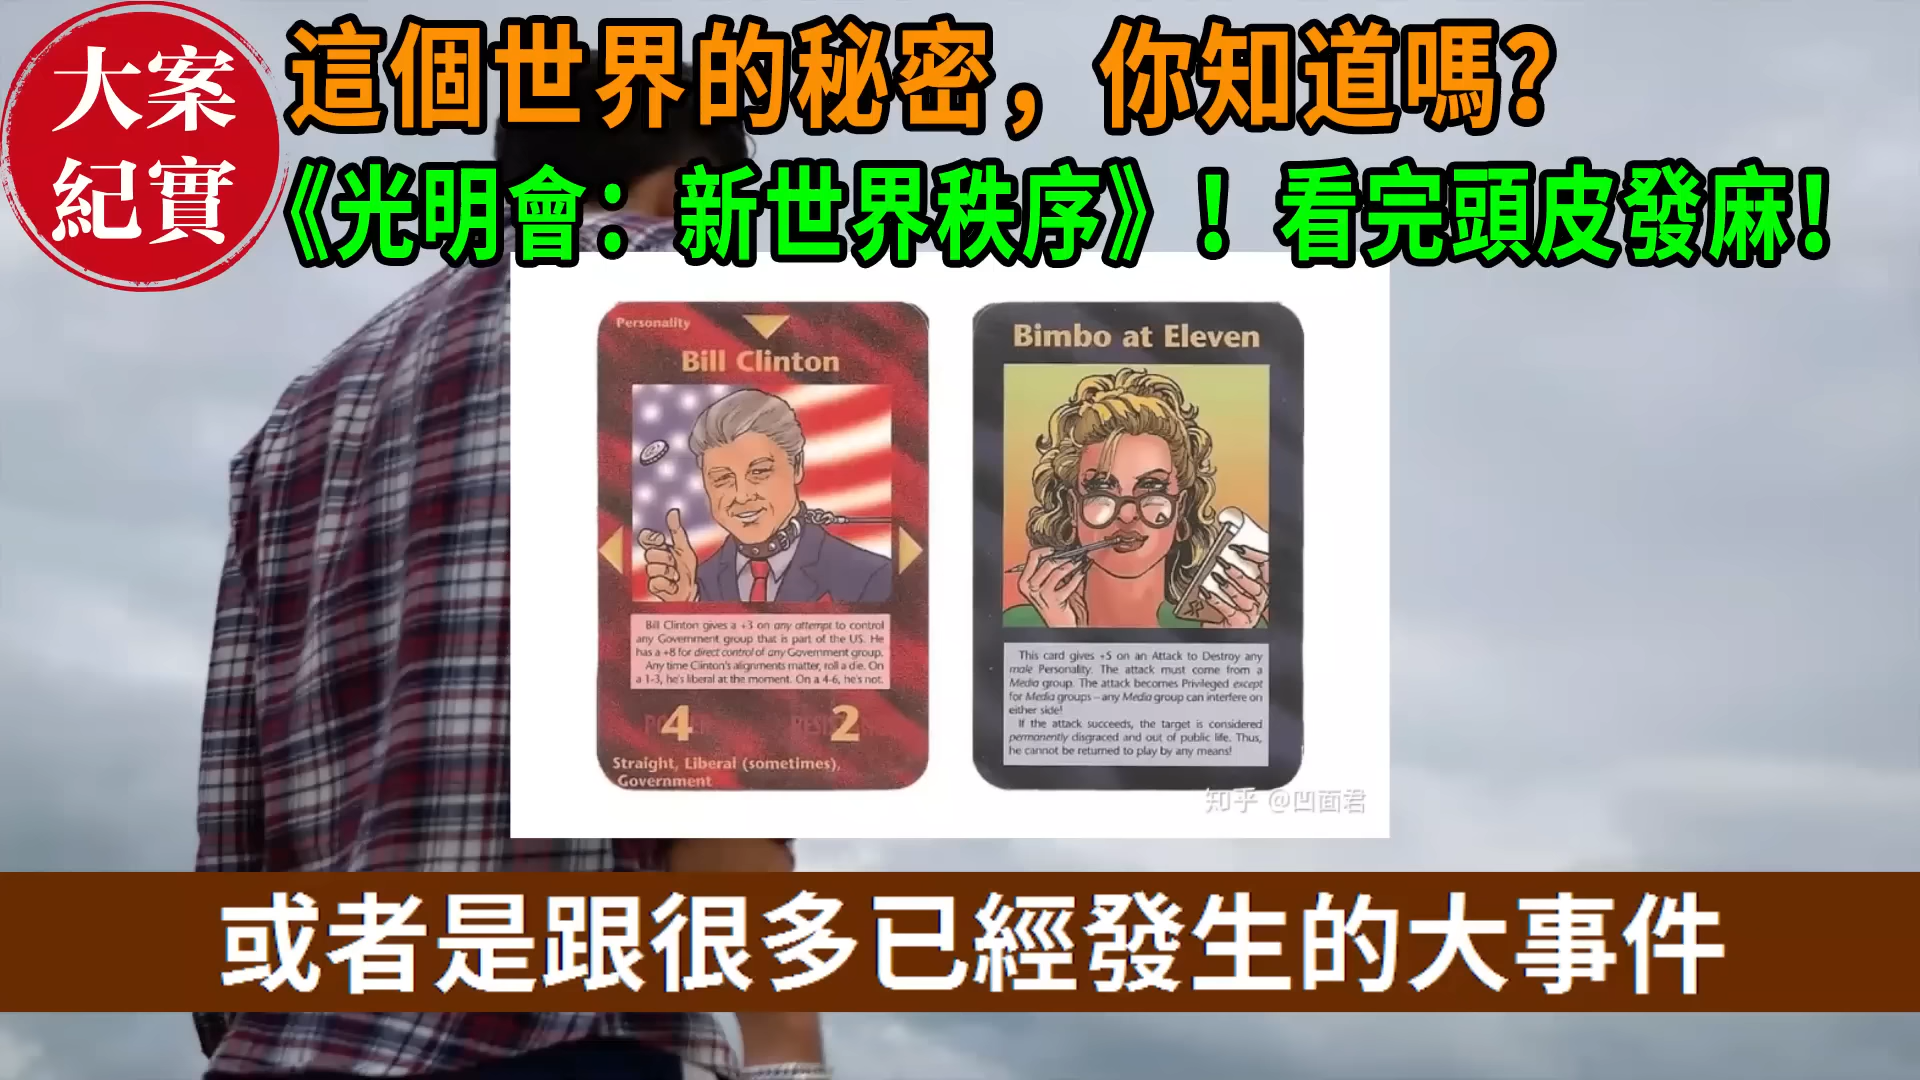 大案
紀實
這個世界的秘密，你知道嗎？
《光明會：新世界秩序》！看完頭皮發麻！
Personality
Bill Clinton
Bill Clinton gives a +3 on any attempt to control
any Government group that is part of the US. He
has a +8 for direct control of any Government group.
Any time Clinton's alignments matter, roll a die. On
a 1-3, he's liberal at the moment. On a 4-6, he's not.
4
2
Straight, Liberal (sometimes),
Government
Bimbo at Eleven
This card gives +5 on an Attack to Destroy any
male Personality. The attack must come from a
Media group. The attack becomes Privileged except
for Media groups – any Media group can interfere on
either side!
If the attack succeeds, the target is considered
permanently disgraced and out of public life. Thus,
he cannot be returned to play by any means!
知乎 @凹面君
或者是跟很多已經發生的大事件